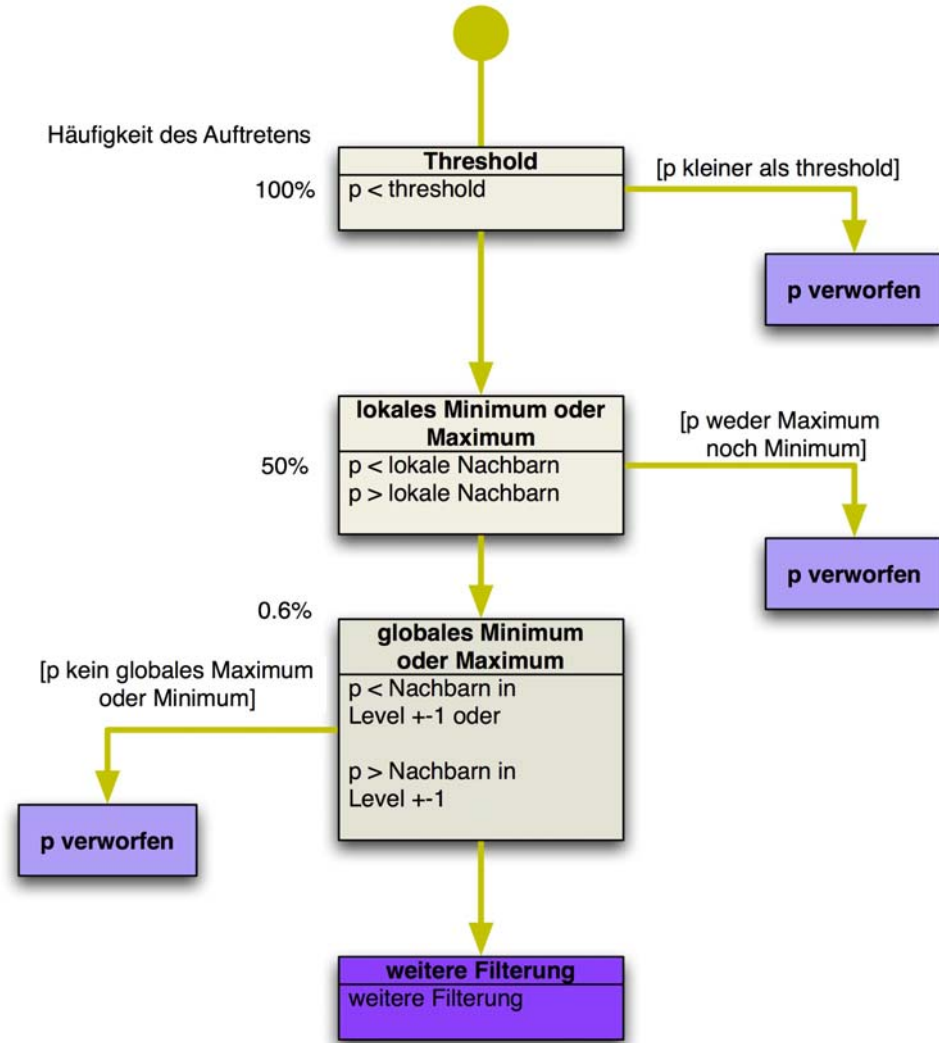 Häufigkeit des Auftretens
Threshold
100%
p < threshold
[p kleiner als threshold]
p verworfen
lokales Minimum oder
Maximum
50%
p < lokale Nachbarn
p > lokale Nachbarn
[p weder Maximum
noch Minimum]
p verworfen
0.6%
globales Minimum
oder Maximum
[p kein globales Maximum
oder Minimum]
p < Nachbarn in
Level +-1 oder
p > Nachbarn in
Level +-1
p verworfen
weitere Filterung
weitere Filterung